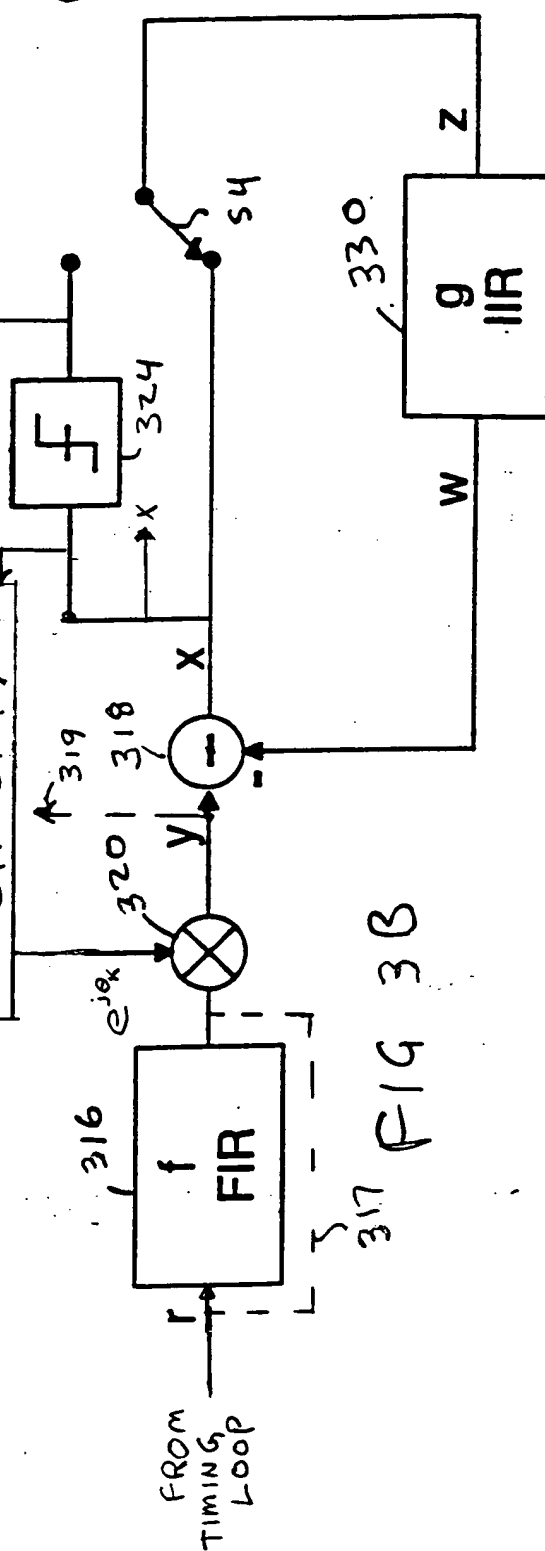 FROM
TIMING
LOOP
r
316
f
FIR
317
e^jθk
320
y
319
318
-
X
x
324
S4
Z
330
g
IIR
W
FIG 3B